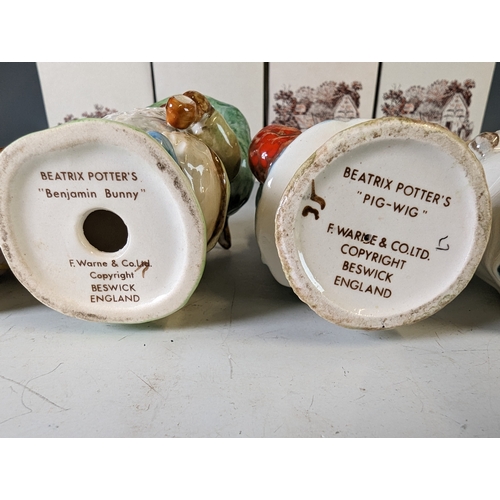 BEATRIX POTTER'S
"Benjamin Bunny"
F. Warne & Co. Ltd.
Copyright
BESWICK
ENGLAND
BEATRIX POTTER'S
"PIG-WIG"
F. WARNE & CO. LTD.
COPYRIGHT
BESWICK
ENGLAND